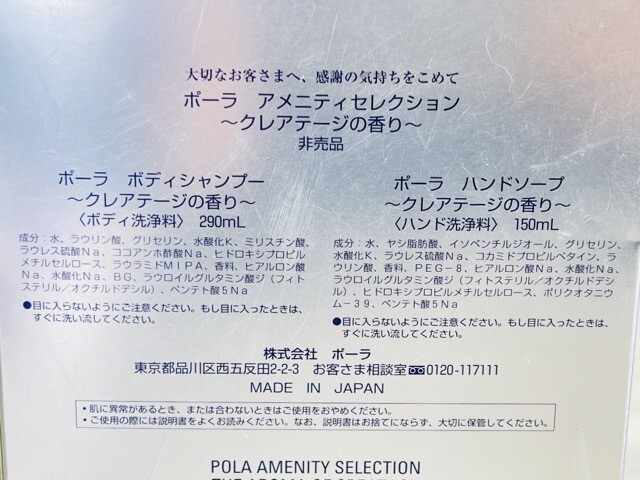 大切なお客さまへ、感謝の気持ちをこめて
ポーラ アメニティセレクション
〜クレアテージの香り〜
非売品
ポーラ ボディシャンプー
〜クレアテージの香り〜
〈ボディ洗浄料〉 290mL
成分：水、ラウリン酸、グリセリン、水酸化K、ミリスチン酸、
ラウレス硫酸Na、ココアンホ酢酸Na、ヒドロキシプロピル
メチルセルロース、ラウラミドMIPA、香料、ヒアルロン酸
Na、水酸化Na、BG、ラウロイルグルタミン酸ジ（フィト
ステリル／オクチルドデシル）、ペンテト酸5Na
●目に入らないようにご注意ください。もし目に入ったときは、
すぐに洗い流してください。
ポーラ ハンドソープ
〜クレアテージの香り〜
〈ハンド洗浄料〉 150mL
成分：水、ヤシ脂肪酸、イソペンチルジオール、グリセリン、
水酸化K、ラウレス硫酸Na、コカミドプロピルベタイン、ラ
ウリン酸、香料、PEG−8、ヒアルロン酸Na、水酸化Na、
ラウロイルグルタミン酸ジ（フィトステリル／オクチルドデシ
ル）、ヒドロキシプロピルメチルセルロース、ポリクオタニウ
ム−39、ペンテト酸5Na
●目に入らないようにご注意ください。もし目に入ったときは、
すぐに洗い流してください。
株式会社 ポーラ
東京都品川区西五反田2-2-3 お客さま相談室 0120-117111
MADE IN JAPAN
・肌に異常があるとき、または合わないときはご使用をおやめください。
・ご使用の際には説明書をよくお読みください。なお、説明書はお捨てにならず、大切に保管してください。
POLA AMENITY SELECTION